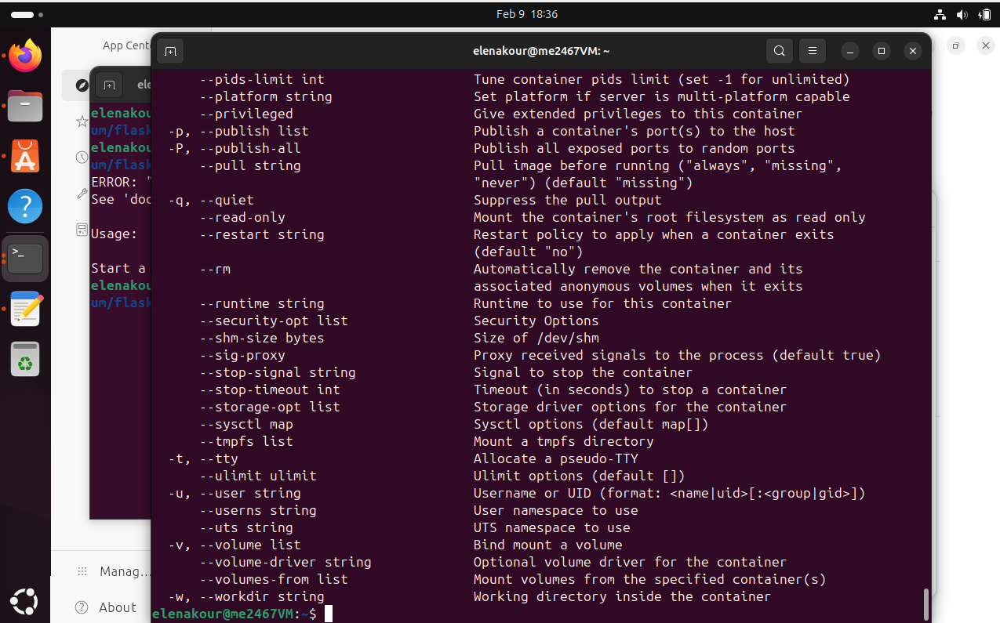 Feb 9 18:36
App Cent
elenakour@me2467VM: ~
ele
elenakou
um/flask
elenakou
um/flask
ERROR: "
See 'doc
Usage:
Start a
elenakou
um/flask
--pids-limit int Tune container pids limit (set -1 for unlimited)
--platform string Set platform if server is multi-platform capable
--privileged Give extended privileges to this container
-p, --publish list Publish a container's port(s) to the host
-P, --publish-all Publish all exposed ports to random ports
--pull string Pull image before running ("always", "missing",
"never") (default "missing")
-q, --quiet Suppress the pull output
--read-only Mount the container's root filesystem as read only
--restart string Restart policy to apply when a container exits
(default "no")
--rm Automatically remove the container and its
associated anonymous volumes when it exits
--runtime string Runtime to use for this container
--security-opt list Security Options
--shm-size bytes Size of /dev/shm
--sig-proxy Proxy received signals to the process (default true)
--stop-signal string Signal to stop the container
--stop-timeout int Timeout (in seconds) to stop a container
--storage-opt list Storage driver options for the container
--sysctl map Sysctl options (default map[])
--tmpfs list Mount a tmpfs directory
-t, --tty Allocate a pseudo-TTY
--ulimit ulimit Ulimit options (default [])
-u, --user string Username or UID (format: <name|uid>[:<group|gid>])
--userns string User namespace to use
--uts string UTS namespace to use
-v, --volume list Bind mount a volume
--volume-driver string Optional volume driver for the container
--volumes-from list Mount volumes from the specified container(s)
-w, --workdir string Working directory inside the container
elenakour@me2467VM:~$
Manag...
About